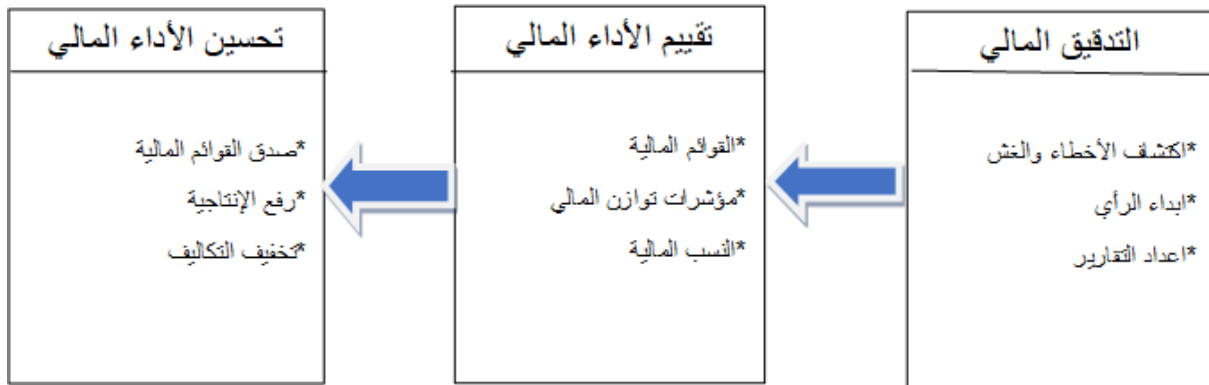 التدقيق المالي
*اكتشاف الأخطاء والغش
*ابداء الرأي
*اعداد التقارير
تقييم الأداء المالي
*القوائم المالية
*مؤشرات توازن المالي
*النسب المالية
تحسين الأداء المالي
*صدق القوائم المالية
*رفع الإنتاجية
*تخفيف التكاليف